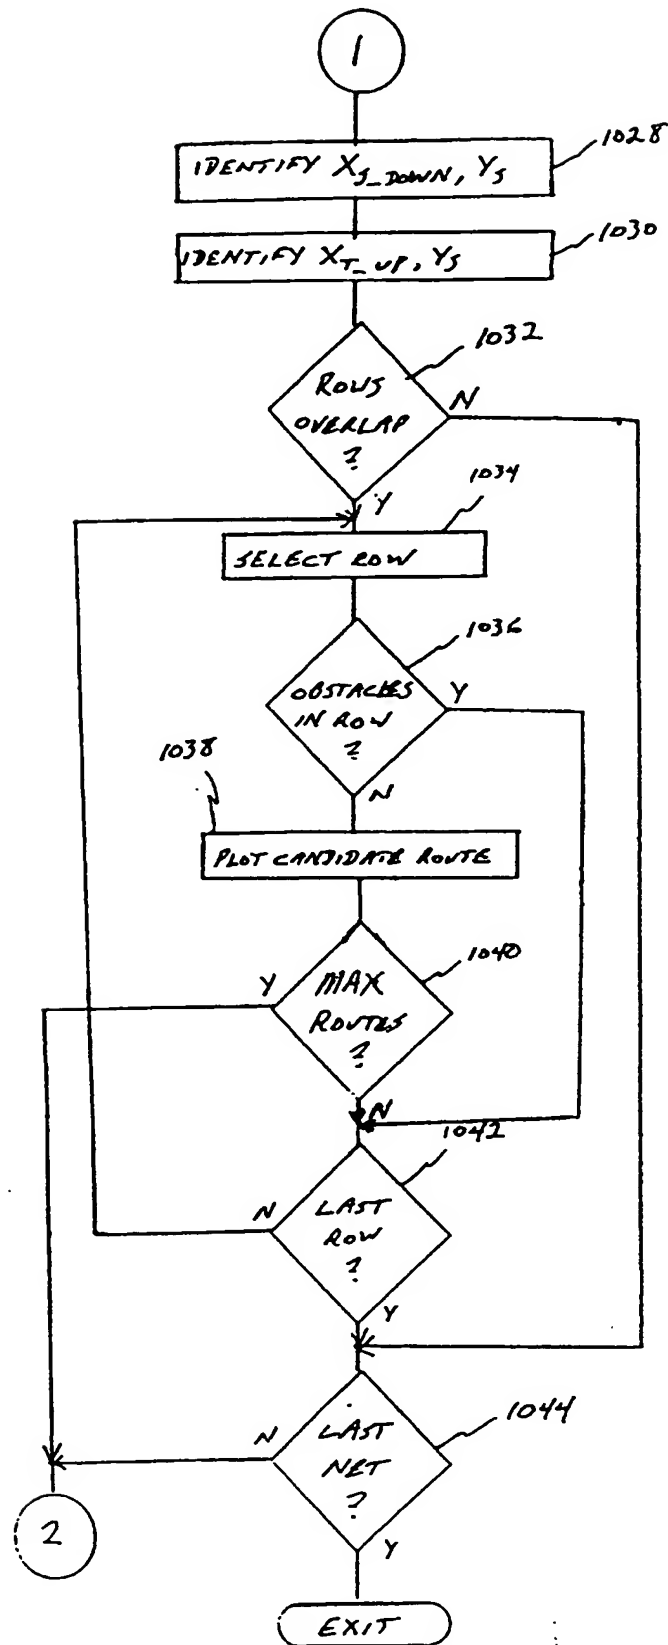 1
IDENTIFY X_S_DOWN, Y_S
1028
IDENTIFY X_T_UP, Y_S
1030
ROWS
OVERLAP
?
1032
N
Y
1034
SELECT ROW
1036
OBSTACLES
IN ROW
?
Y
N
1038
PLOT CANDIDATE ROUTE
1040
Y
MAX
ROUTES
?
N
1042
N
LAST
ROW
?
Y
1044
N
LAST
NET
?
Y
2
EXIT